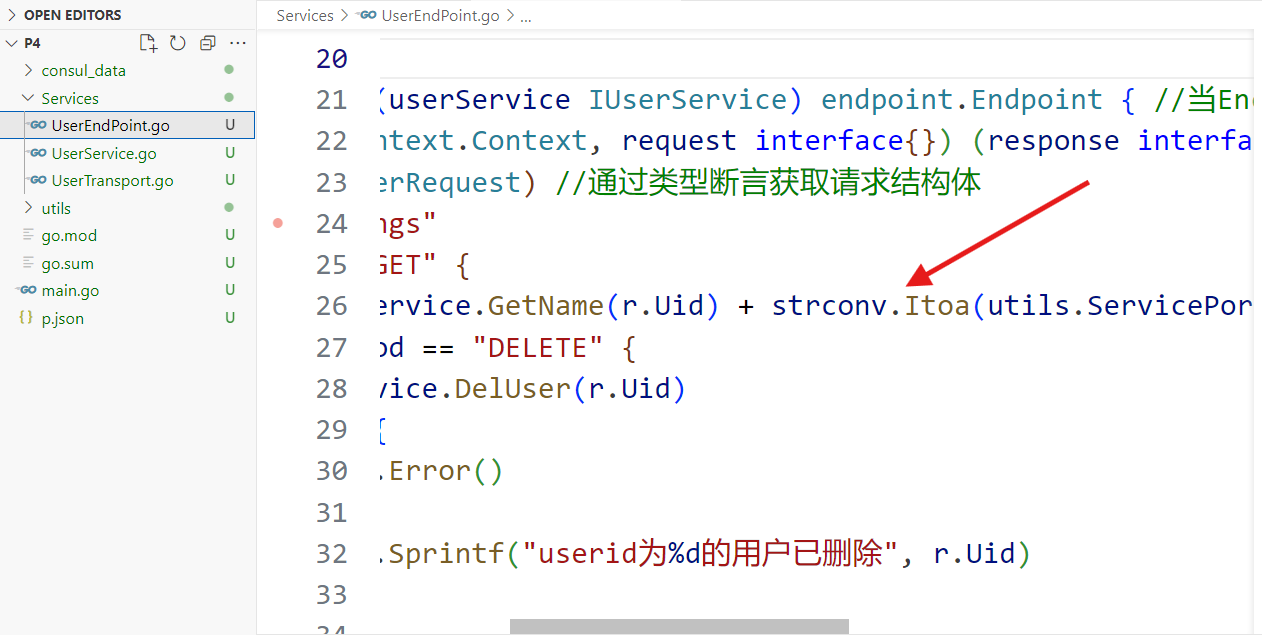 OPEN EDITORS
P4
consul_data
Services
UserEndPoint.go U
UserService.go U
UserTransport.go U
utils
go.mod U
go.sum U
main.go U
p.json U
Services > UserEndPoint.go > ...
20
21 (userService IUserService) endpoint.Endpoint { //当En
22 ntext.Context, request interface{}) (response interfa
23 erRequest) //通过类型断言获取请求结构体
24 ngs"
25 GET" {
26 ervice.GetName(r.Uid) + strconv.Itoa(utils.ServicePor
27 od == "DELETE" {
28 vice.DelUser(r.Uid)
29 {
30 .Error()
31
32 .Sprintf("userid为%d的用户已删除", r.Uid)
33
34